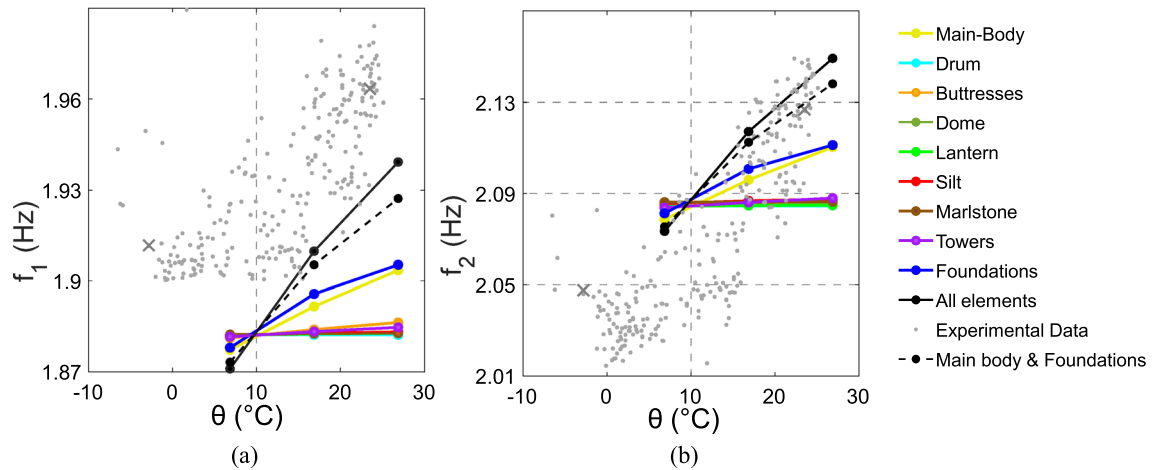 1.96
1.93
1.9
1.87
f1 (Hz)
-10
0
10
20
30
θ (°C)
(a)
2.13
2.09
2.05
2.01
f2 (Hz)
-10
0
10
20
30
θ (°C)
(b)
Main-Body
Drum
Buttresses
Dome
Lantern
Silt
Marlstone
Towers
Foundations
All elements
Experimental Data
Main body & Foundations